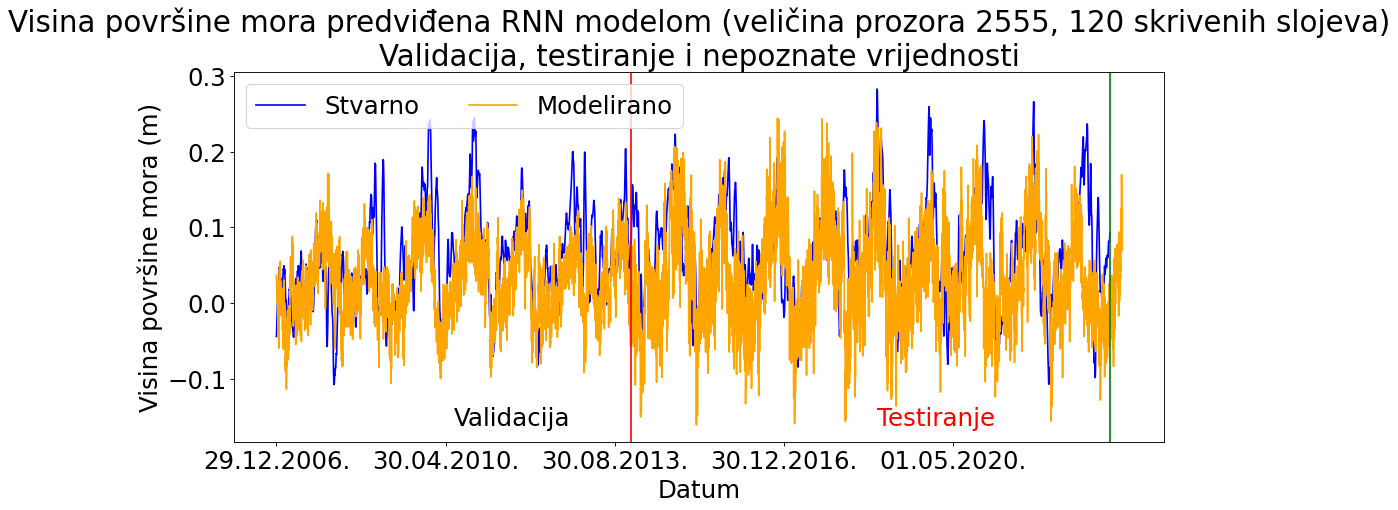 Visina površine mora predviđena RNN modelom (veličina prozora 2555, 120 skrivenih slojeva)
Validacija, testiranje i nepoznate vrijednosti
Stvarno
Modelirano
Visina površine mora (m)
0.3
0.2
0.1
0.0
−0.1
Validacija
Testiranje
29.12.2006.
30.04.2010.
30.08.2013.
30.12.2016.
01.05.2020.
Datum